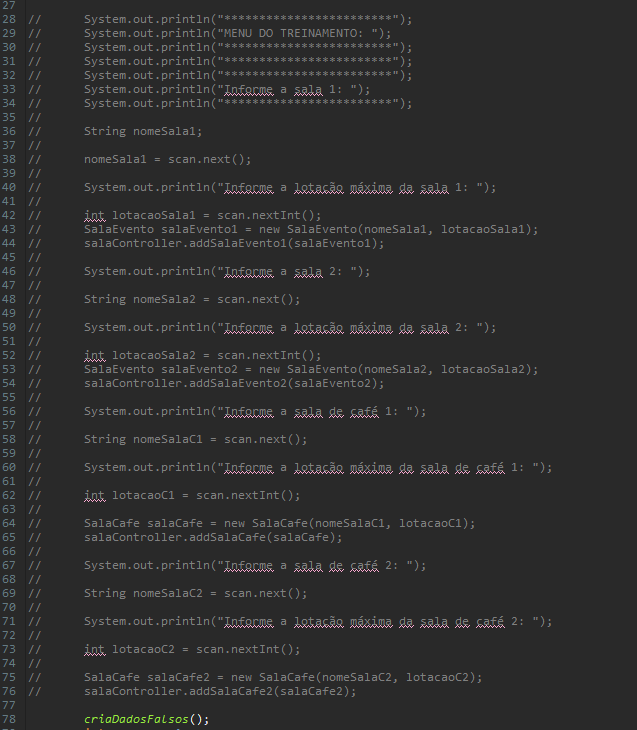 27
28 // System.out.println("************************");
29 // System.out.println("MENU DO TREINAMENTO: ");
30 // System.out.println("************************");
31 // System.out.println("************************");
32 // System.out.println("************************");
33 // System.out.println("Informe a sala 1: ");
34 // System.out.println("************************");
35 //
36 // String nomeSala1;
37 //
38 // nomeSala1 = scan.next();
39 //
40 // System.out.println("Informe a lotação máxima da sala 1: ");
41 //
42 // int lotacaoSala1 = scan.nextInt();
43 // SalaEvento salaEvento1 = new SalaEvento(nomeSala1, lotacaoSala1);
44 // salaController.addSalaEvento1(salaEvento1);
45 //
46 // System.out.println("Informe a sala 2: ");
47 //
48 // String nomeSala2 = scan.next();
49 //
50 // System.out.println("Informe a lotação máxima da sala 2: ");
51 //
52 // int lotacaoSala2 = scan.nextInt();
53 // SalaEvento salaEvento2 = new SalaEvento(nomeSala2, lotacaoSala2);
54 // salaController.addSalaEvento2(salaEvento2);
55 //
56 // System.out.println("Informe a sala de café 1: ");
57 //
58 // String nomeSalaC1 = scan.next();
59 //
60 // System.out.println("Informe a lotação máxima da sala de café 1: ");
61 //
62 // int lotacaoC1 = scan.nextInt();
63 //
64 // SalaCafe salaCafe = new SalaCafe(nomeSalaC1, lotacaoC1);
65 // salaController.addSalaCafe(salaCafe);
66 //
67 // System.out.println("Informe a sala de café 2: ");
68 //
69 // String nomeSalaC2 = scan.next();
70 //
71 // System.out.println("Informe a lotação máxima da sala de café 2: ");
72 //
73 // int lotacaoC2 = scan.nextInt();
74 //
75 // SalaCafe salaCafe2 = new SalaCafe(nomeSalaC2, lotacaoC2);
76 // salaController.addSalaCafe2(salaCafe2);
77
78 criaDadosFalsos();